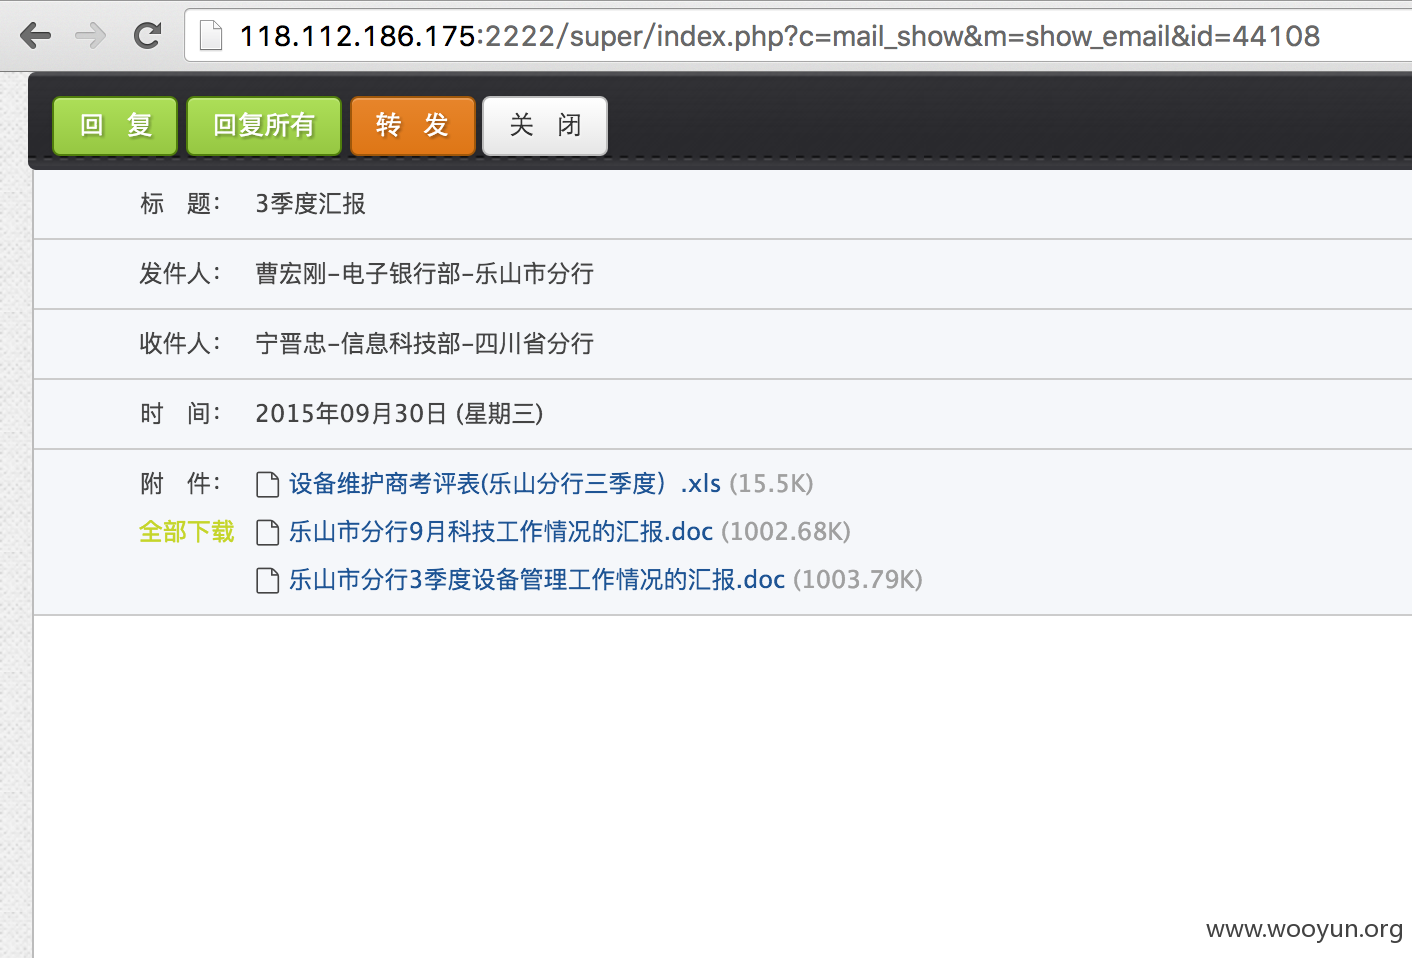 118.112.186.175:2222/super/index.php?c=mail_show&m=show_email&id=44108
回 复 回复所有 转 发 关 闭
标 题： 3季度汇报
发件人： 曹宏刚-电子银行部-乐山市分行
收件人： 宁晋忠-信息科技部-四川省分行
时 间： 2015年09月30日 (星期三)
附 件： 设备维护商考评表(乐山分行三季度）.xls (15.5K)
全部下载 乐山市分行9月科技工作情况的汇报.doc (1002.68K)
乐山市分行3季度设备管理工作情况的汇报.doc (1003.79K)
www.wooyun.org